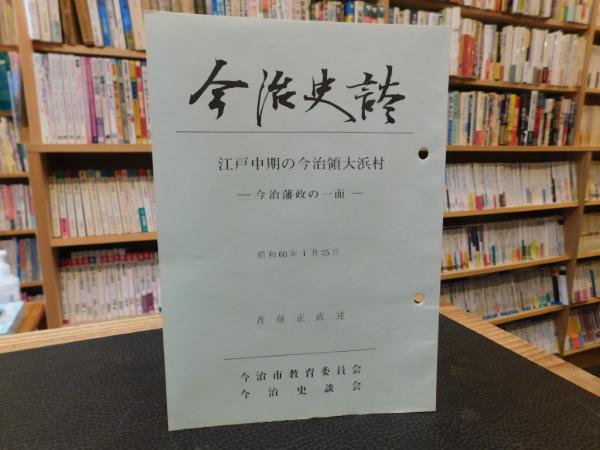 今治史談
江戸中期の今治領大浜村
―今治藩政の一面―
昭和60年1月25日
斉藤正直述
今治市教育委員会
今治史談会